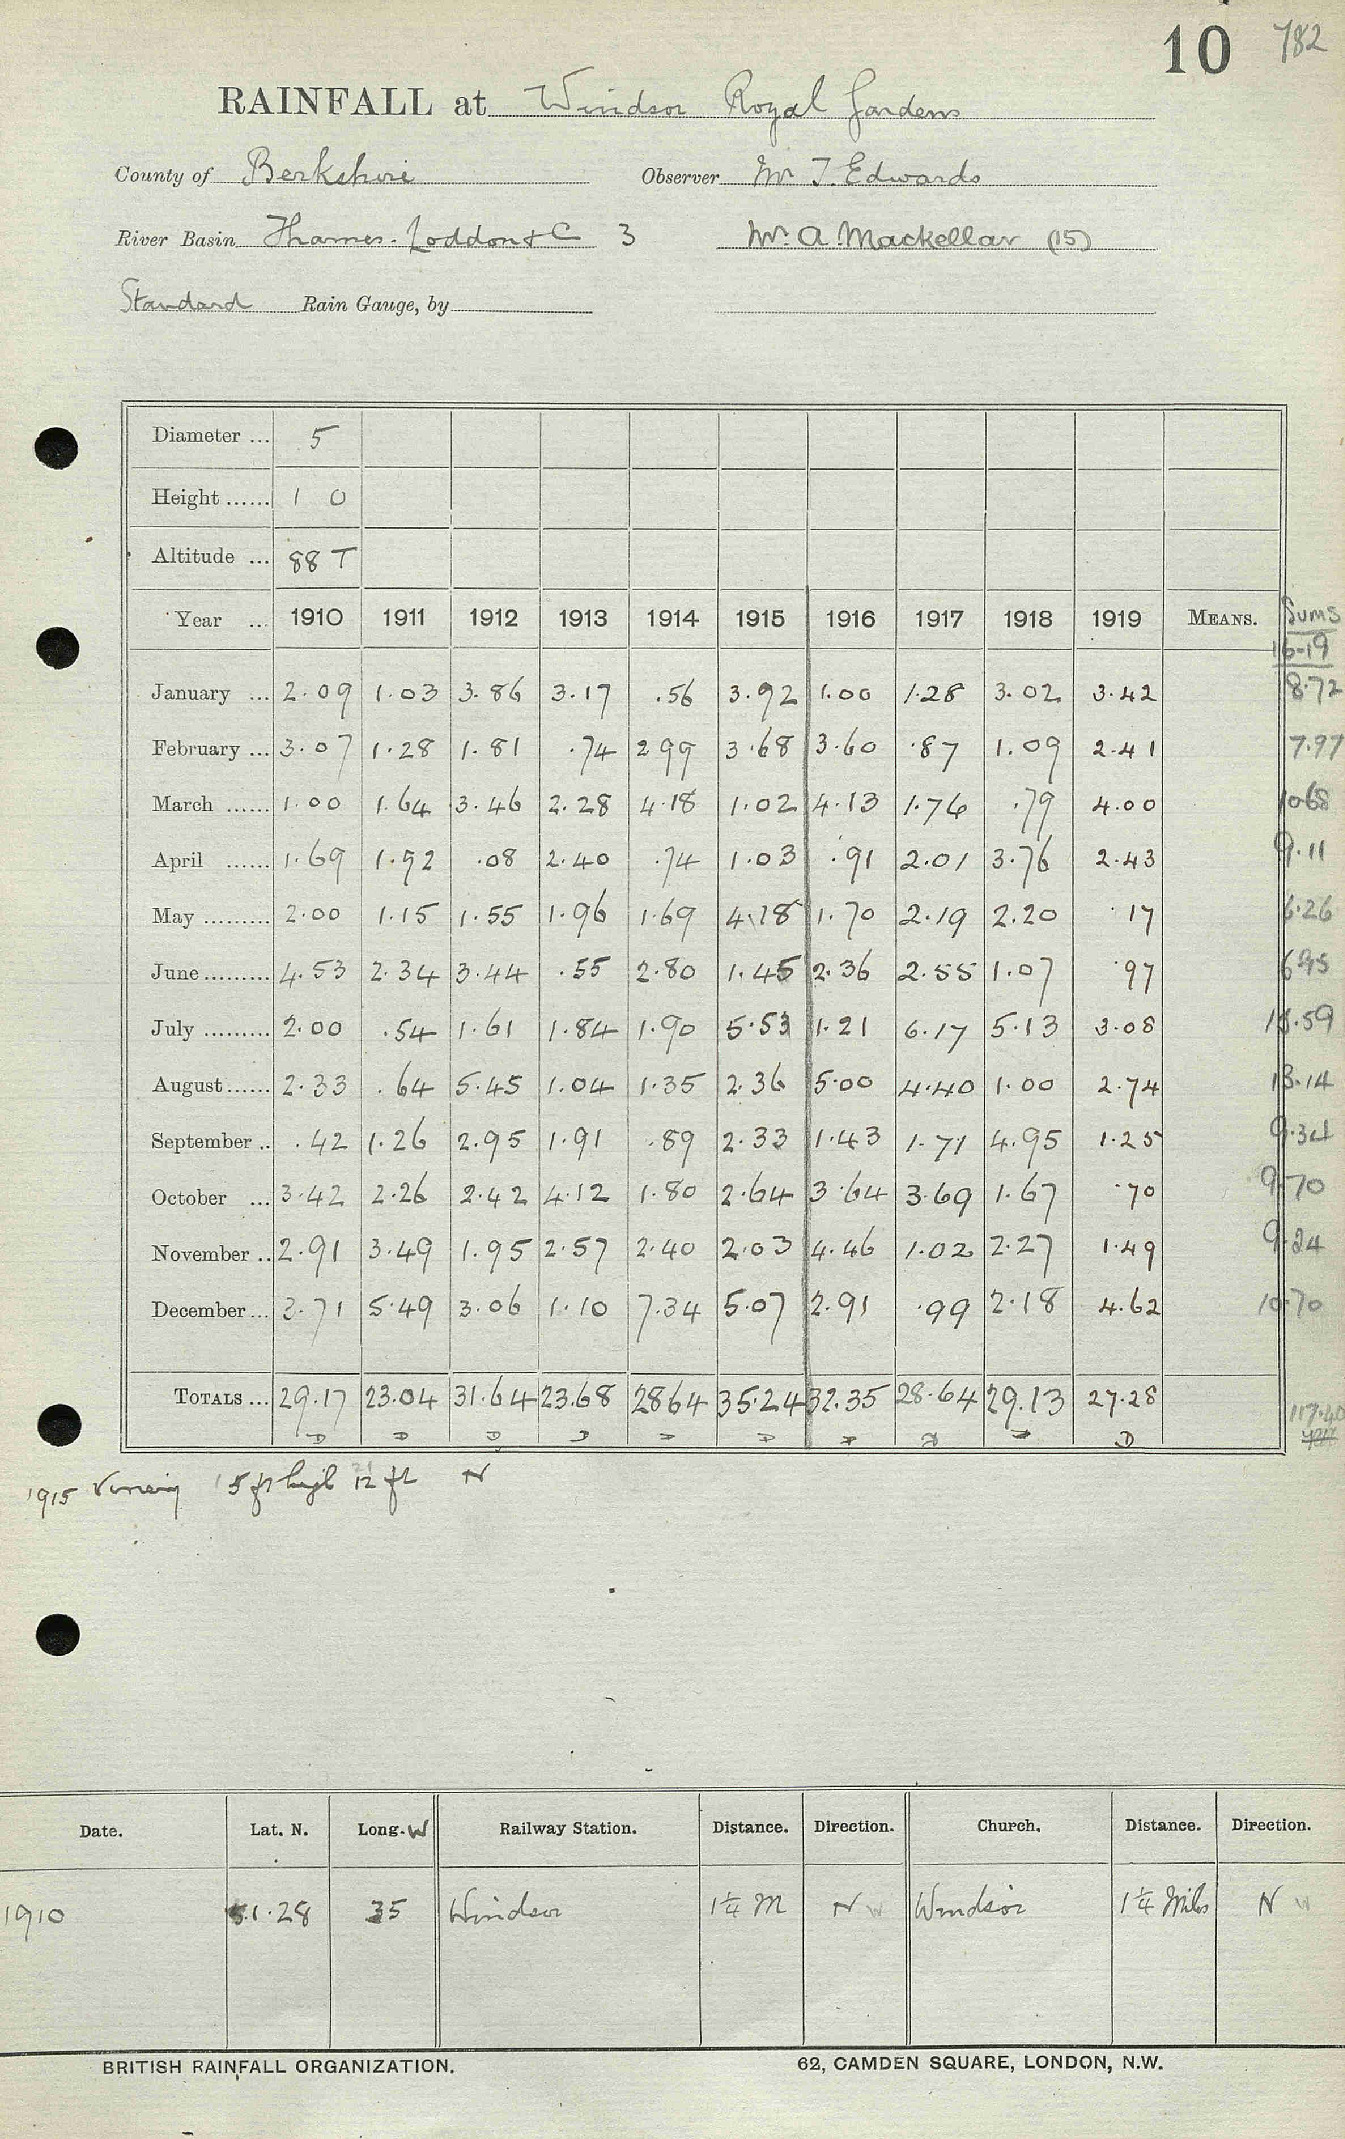 10 782
RAINFALL at Windsor Royal Gardens
County of Berkshire Observer Mr T. Edwards
River Basin Thames. Loddon & C 3 Mr. A. Mackellar (15)
Standard Rain Gauge, by
Diameter ... 5
Height ...... 1 0
Altitude ... 88 T
Year ... 1910 1911 1912 1913 1914 1915 1916 1917 1918 1919 MEANS. Sums
16-19
January ... 2.09 1.03 3.86 3.17 .56 3.92 1.00 1.28 3.02 3.42 8.72
February ... 3.07 1.28 1.81 .74 2.99 3.68 3.60 .87 1.09 2.41 7.97
March ...... 1.00 1.64 3.46 2.28 4.18 1.02 4.13 1.76 .79 4.00 10.68
April ...... 1.69 1.92 .08 2.40 .74 1.03 .91 2.01 3.76 2.43 9.11
May ......... 2.00 1.15 1.55 1.96 1.69 4.18 1.70 2.19 2.20 .17 6.26
June ......... 4.53 2.34 3.44 .55 2.80 1.45 2.36 2.55 1.07 .97 6.95
July ......... 2.00 .54 1.61 1.84 1.90 5.53 1.21 6.17 5.13 3.08 15.59
August ...... 2.33 .64 5.45 1.04 1.35 2.36 5.00 4.40 1.00 2.74 13.14
September .. .42 1.26 2.95 1.91 .89 2.33 1.43 1.71 4.95 1.25 9.34
October ... 3.42 2.26 2.42 4.12 1.80 2.64 3.64 3.69 1.67 .70 9.70
November .. 2.91 3.49 1.95 2.57 2.40 2.03 4.46 1.02 2.27 1.49 9.24
December ... 3.71 5.49 3.06 1.10 7.34 5.07 2.91 .99 2.18 4.62 10.70
TOTALS ... 29.17 23.04 31.64 23.68 28.64 35.24 32.35 28.64 29.13 27.28 117.40
D D D D D D D D D D
1915 5 ft high 12 ft N
Date. Lat. N. Long. W Railway Station. Distance. Direction. Church. Distance. Direction.
1910 51.28 35 Windsor 1¼ M N W Windsor 1¼ Miles N W
BRITISH RAINFALL ORGANIZATION. 62, CAMDEN SQUARE, LONDON, N.W.